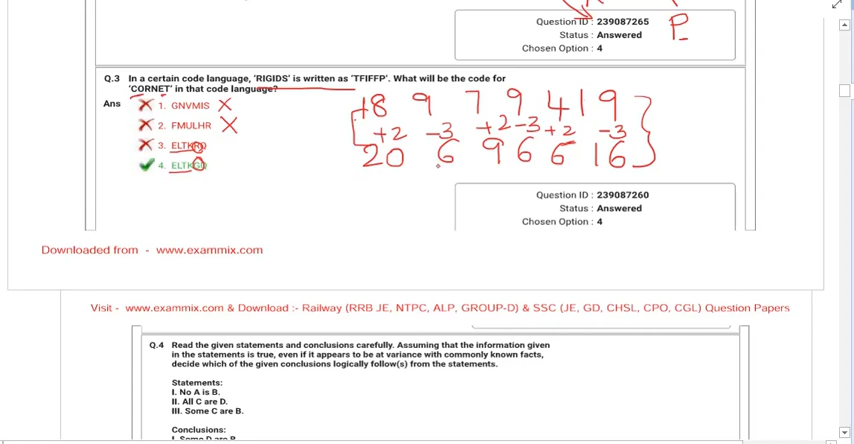 Question ID : 239087265
Status : Answered
Chosen Option : 4
P
Q.3 In a certain code language, 'RIGIDS' is written as 'TFIFFP'. What will be the code for
'CORNET' in that code language?
Ans 1. GNVMIS
2. FMULHR
3. ELTKRQ
4. ELTKGQ
18 9 7 9 4 19
+2 -3 +2 -3 +2 -3
20 6 9 6 6 16
Question ID : 239087260
Status : Answered
Chosen Option : 4
Downloaded from - www.exammix.com
Visit - www.exammix.com & Download :- Railway (RRB JE, NTPC, ALP, GROUP-D) & SSC (JE, GD, CHSL, CPO, CGL) Question Papers
Q.4 Read the given statements and conclusions carefully. Assuming that the information given
in the statements is true, even if it appears to be at variance with commonly known facts,
decide which of the given conclusions logically follow(s) from the statements.
Statements:
I. No A is B.
II. All C are D.
III. Some C are B.
Conclusions:
I. Some D are B.